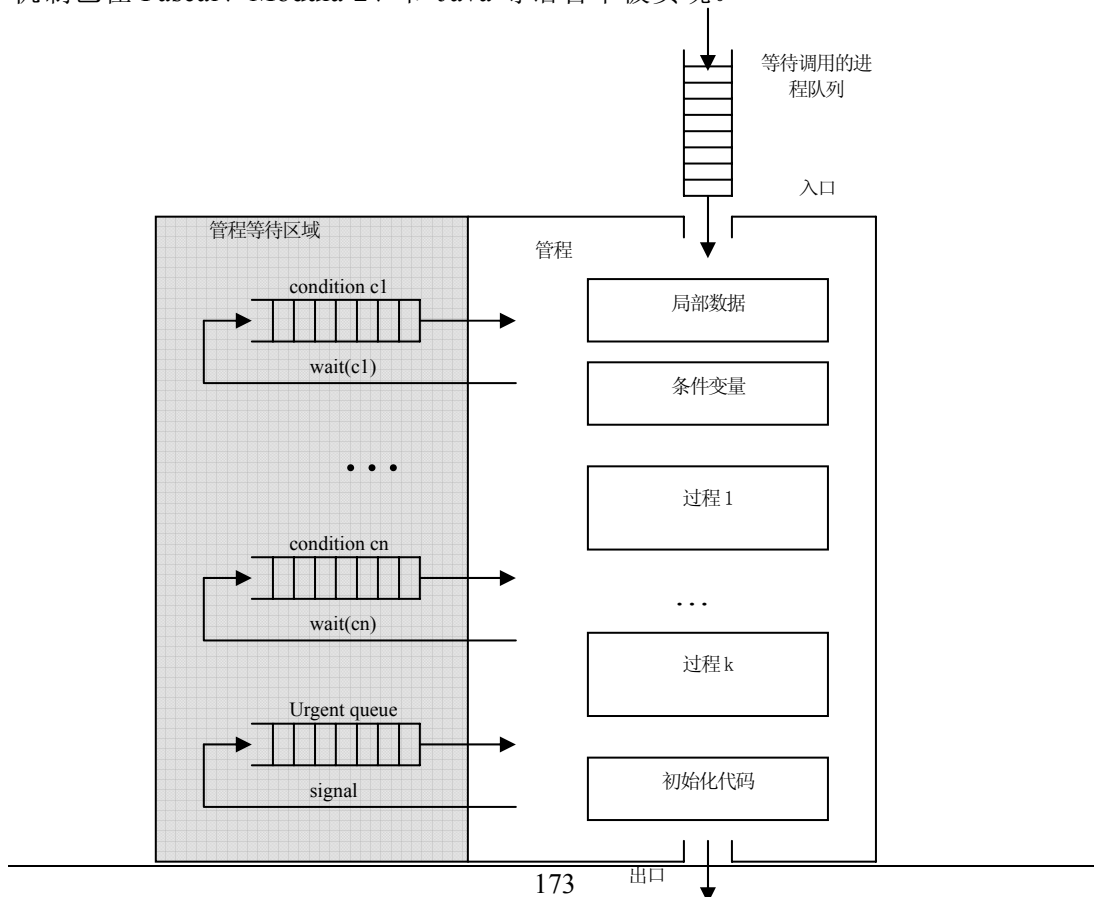 等待调用的进
程队列
入口
管程等待区域
管程
condition c1
局部数据
wait(c1)
条件变量
• • •
过程 1
condition cn
...
wait(cn)
过程 k
Urgent queue
初始化代码
signal
出口
173